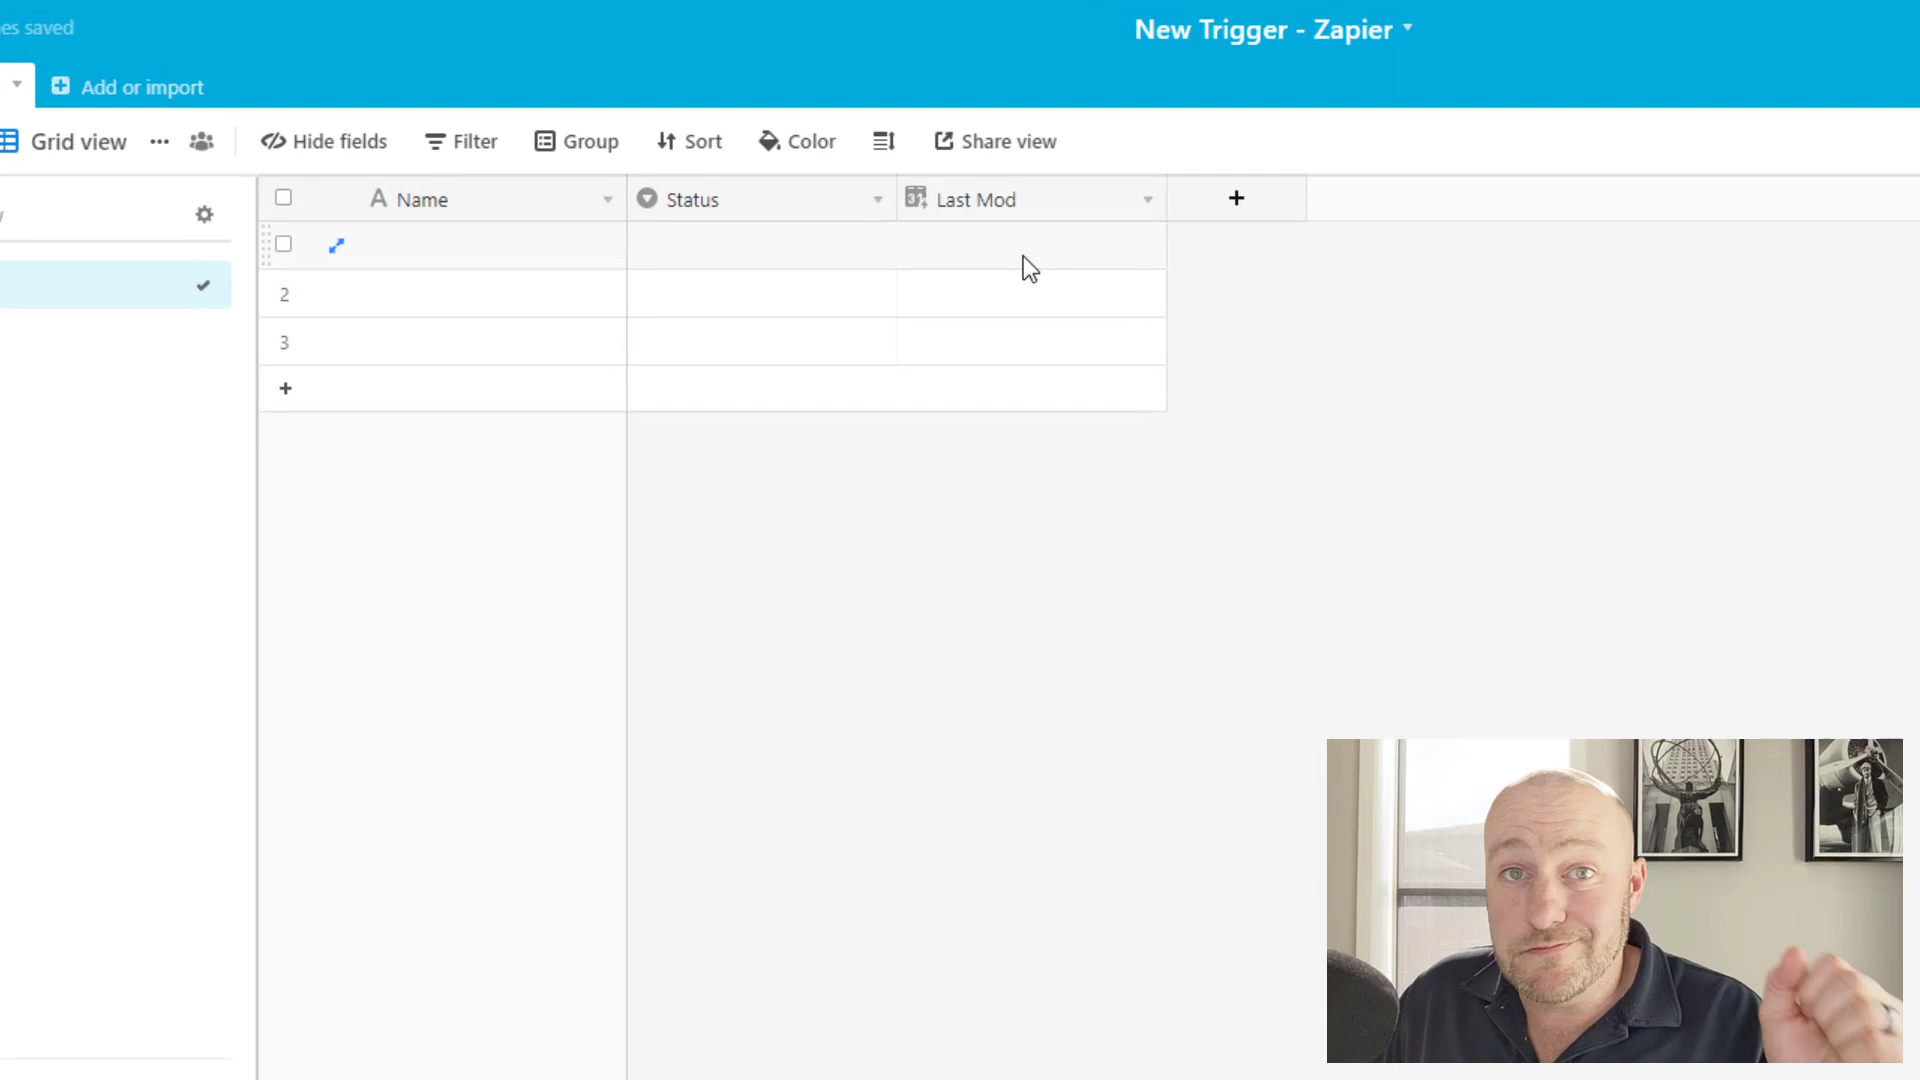 es saved
New Trigger - Zapier
Add or import
Grid view
Hide fields
Filter
Group
Sort
Color
Share view
Name
Status
Last Mod
2
3